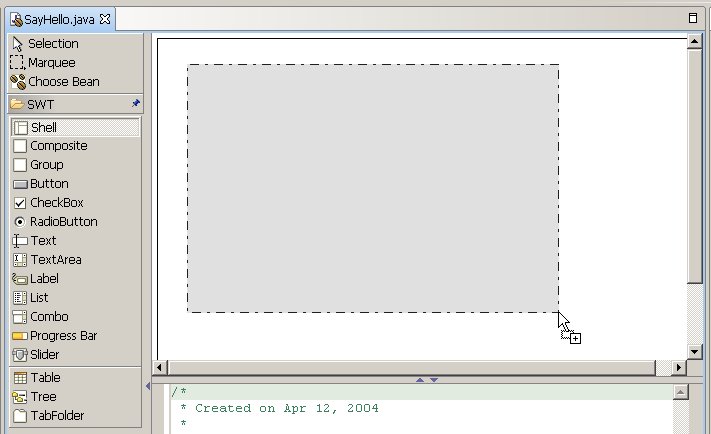 SayHello.java
Selection
Marquee
Choose Bean
SWT
Shell
Composite
Group
Button
CheckBox
RadioButton
Text
TextArea
Label
List
Combo
Progress Bar
Slider
Table
Tree
TabFolder
/*
* Created on Apr 12, 2004
*